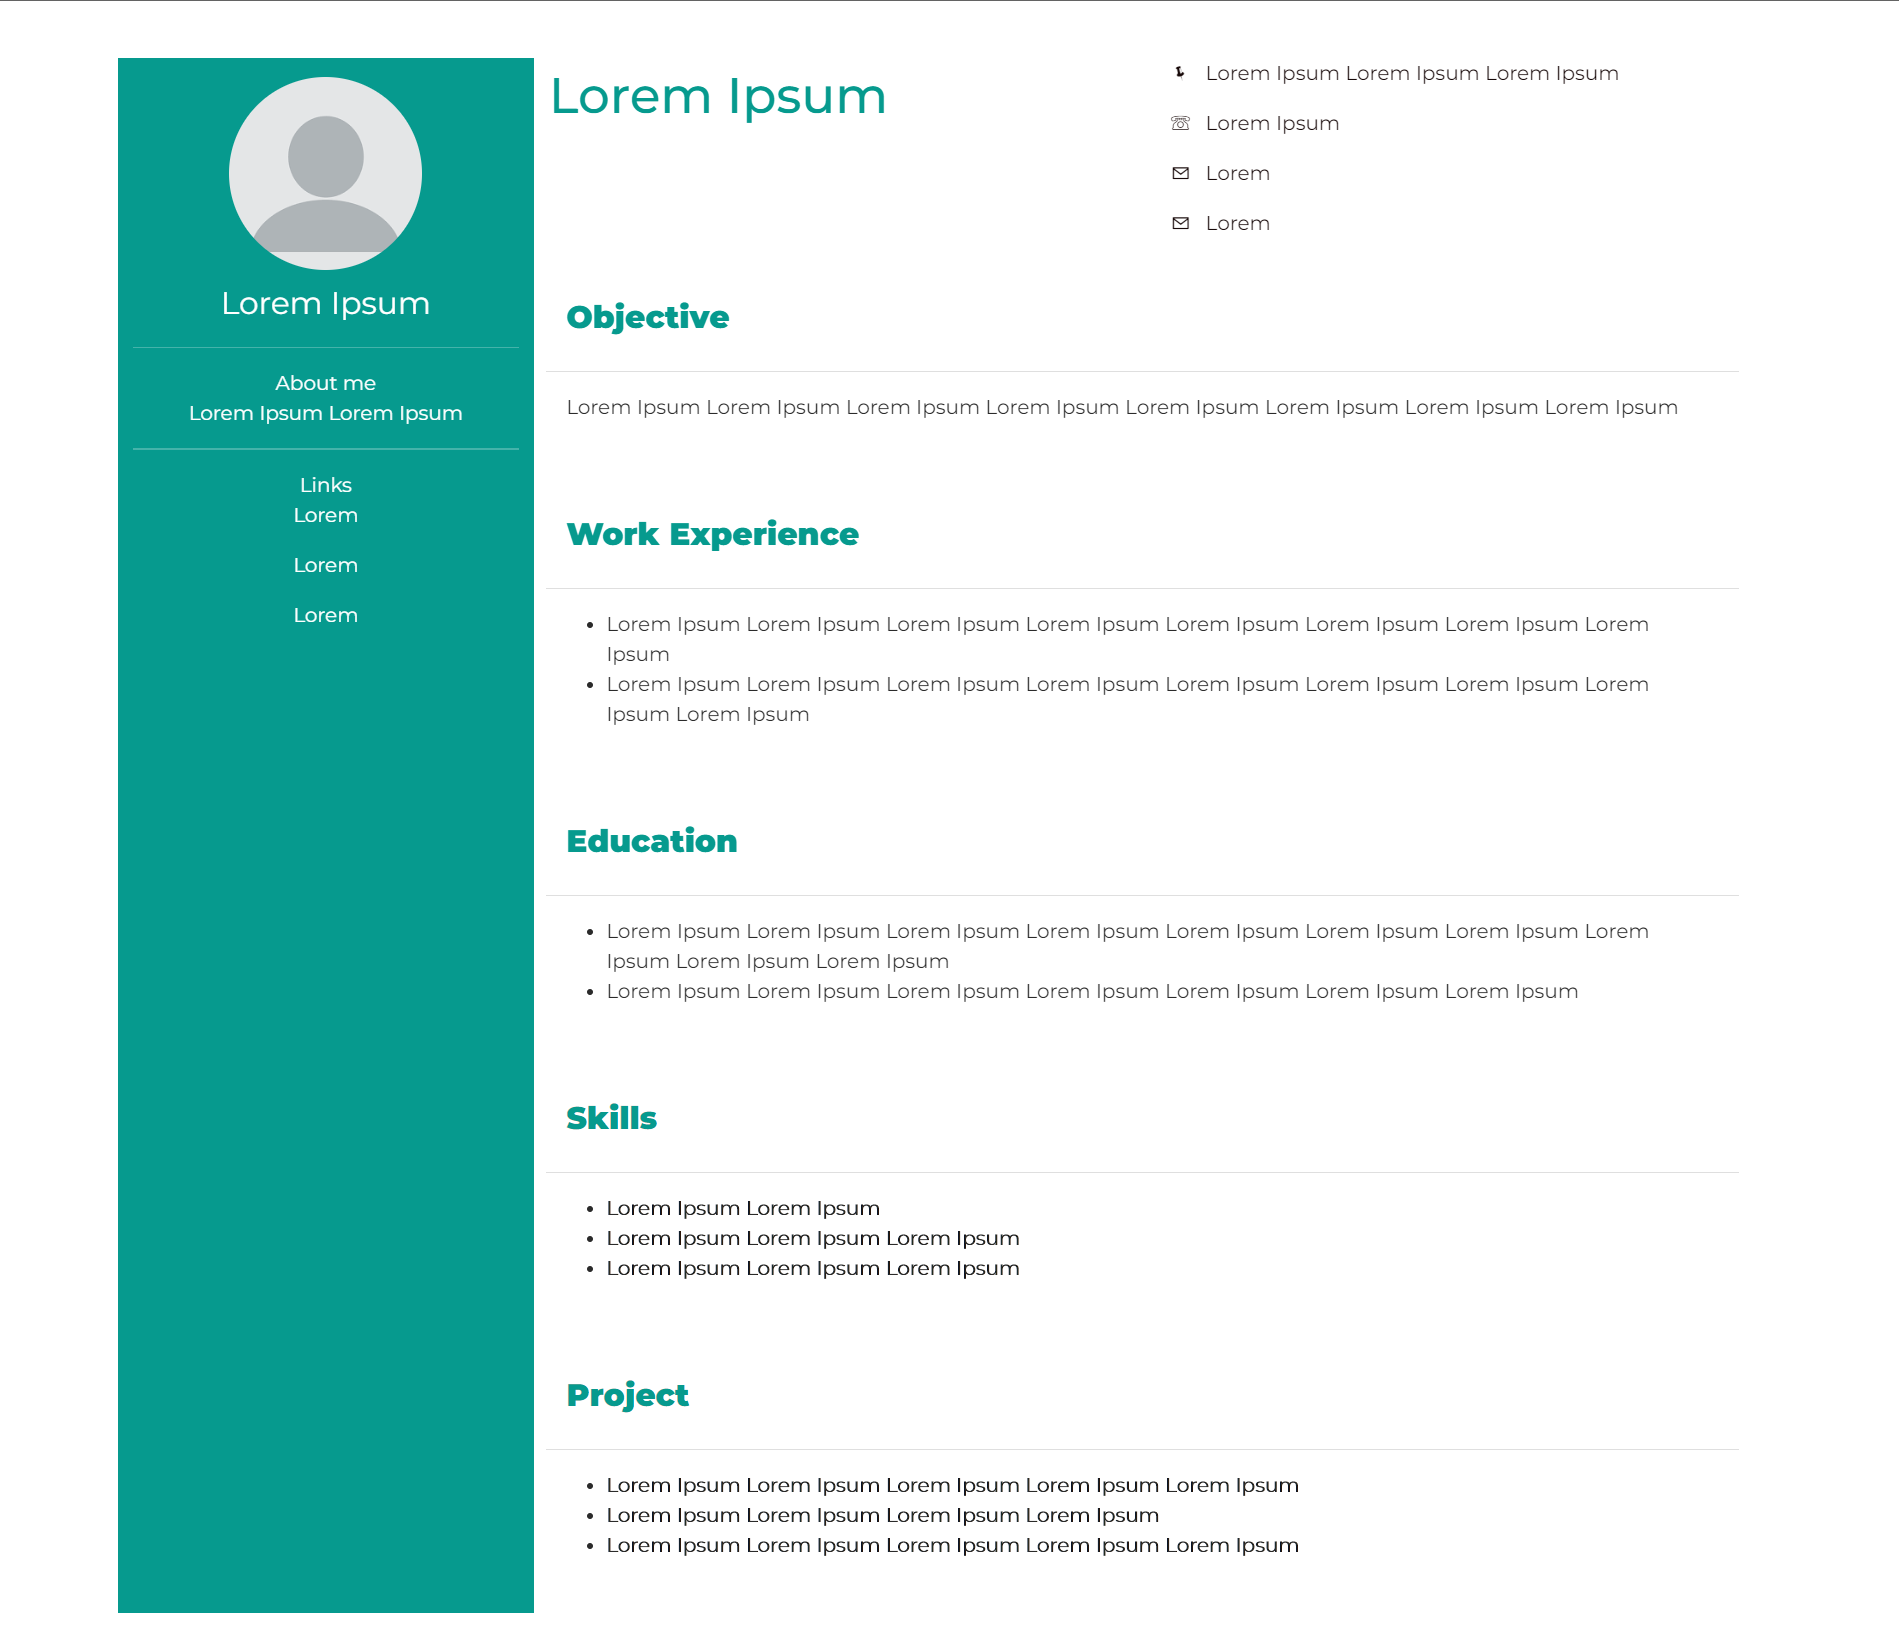 Lorem Ipsum
About me
Lorem Ipsum Lorem Ipsum
Links
Lorem
Lorem
Lorem
Lorem Ipsum
Lorem Ipsum Lorem Ipsum Lorem Ipsum
Lorem Ipsum
Lorem
Lorem
Objective
Lorem Ipsum Lorem Ipsum Lorem Ipsum Lorem Ipsum Lorem Ipsum Lorem Ipsum Lorem Ipsum Lorem Ipsum
Work Experience
Lorem Ipsum Lorem Ipsum Lorem Ipsum Lorem Ipsum Lorem Ipsum Lorem Ipsum Lorem Ipsum Lorem
Ipsum
Lorem Ipsum Lorem Ipsum Lorem Ipsum Lorem Ipsum Lorem Ipsum Lorem Ipsum Lorem Ipsum Lorem
Ipsum Lorem Ipsum
Education
Lorem Ipsum Lorem Ipsum Lorem Ipsum Lorem Ipsum Lorem Ipsum Lorem Ipsum Lorem Ipsum Lorem
Ipsum Lorem Ipsum Lorem Ipsum
Lorem Ipsum Lorem Ipsum Lorem Ipsum Lorem Ipsum Lorem Ipsum Lorem Ipsum Lorem Ipsum
Skills
Lorem Ipsum Lorem Ipsum
Lorem Ipsum Lorem Ipsum Lorem Ipsum
Lorem Ipsum Lorem Ipsum Lorem Ipsum
Project
Lorem Ipsum Lorem Ipsum Lorem Ipsum Lorem Ipsum Lorem Ipsum
Lorem Ipsum Lorem Ipsum Lorem Ipsum Lorem Ipsum
Lorem Ipsum Lorem Ipsum Lorem Ipsum Lorem Ipsum Lorem Ipsum